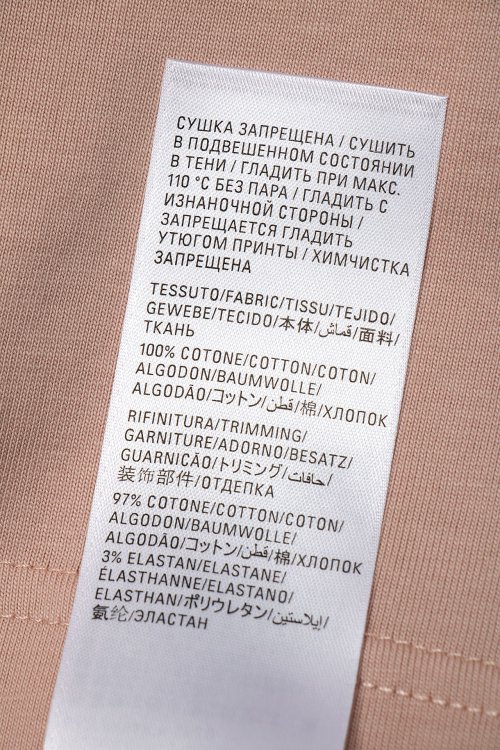 СУШКА ЗАПРЕЩЕНА / СУШИТЬ
В ПОДВЕШЕННОМ СОСТОЯНИИ
В ТЕНИ / ГЛАДИТЬ ПРИ МАКС.
110 °C БЕЗ ПАРА / ГЛАДИТЬ С
ИЗНАНОЧНОЙ СТОРОНЫ /
ЗАПРЕЩАЕТСЯ ГЛАДИТЬ
УТЮГОМ ПРИНТЫ / ХИМЧИСТКА
ЗАПРЕЩЕНА
TESSUTO/FABRIC/TISSU/TEJIDO/
GEWEBE/TECIDO/本体/قماش/面料/
ТКАНЬ
100% COTONE/COTTON/COTON/
ALGODON/BAUMWOLLE/
ALGODÃO/コットン/قطن/棉/ХЛОПОК
RIFINITURA/TRIMMING/
GARNITURE/ADORNO/BESATZ/
GUARNICÃO/トリミング/حافات/
装饰部件/ОТДЕПКА
97% COTONE/COTTON/COTON/
ALGODON/BAUMWOLLE/
ALGODÃO/コットン/قطن/棉/ХЛОПОК
3% ELASTAN/ELASTANE/
ÉLASTHANNE/ELASTANO/
ELASTHAN/ポリウレタン/إيلاستين/
氨纶/ЭЛАСТАН